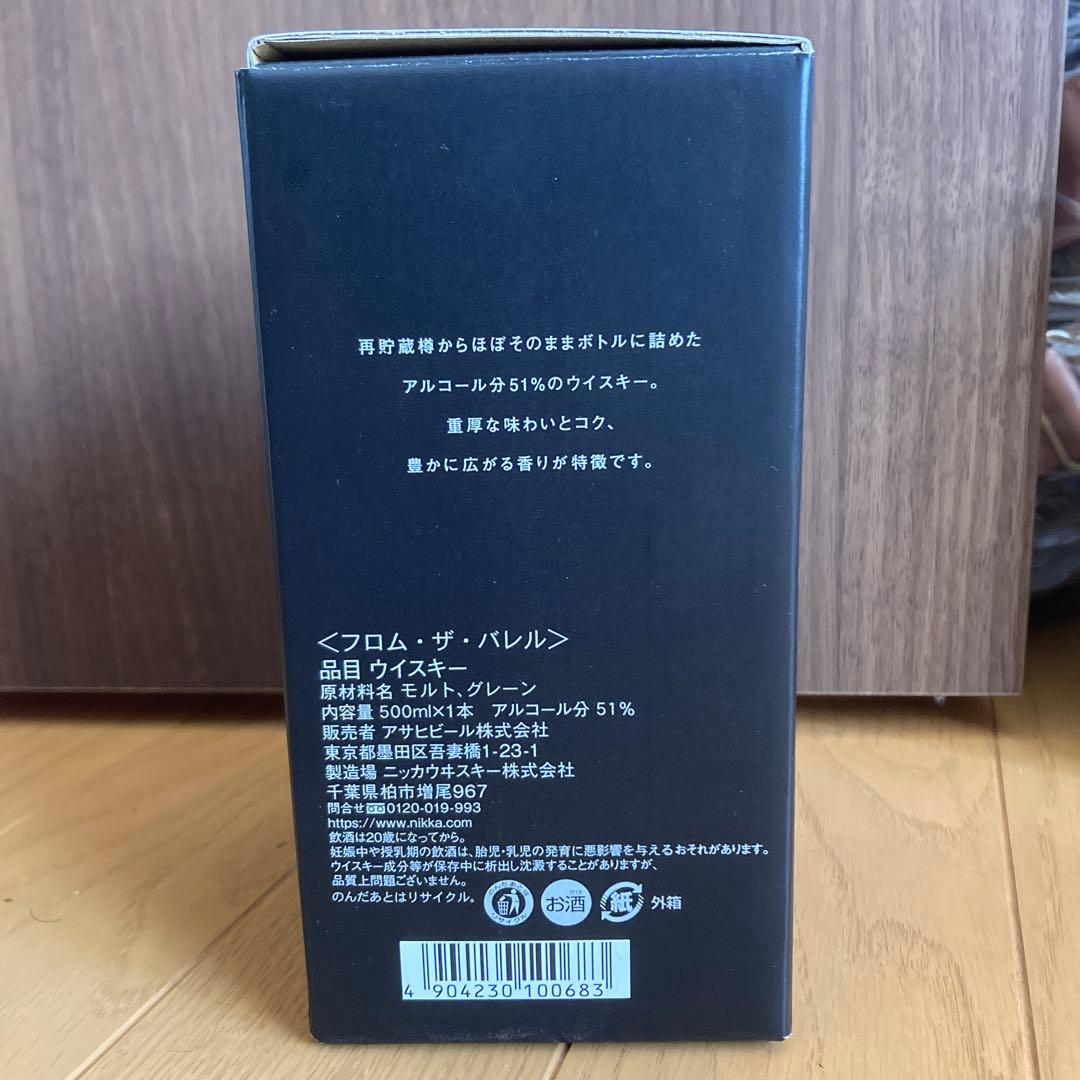 再貯蔵樽からほぼそのままボトルに詰めた
アルコール分51%のウイスキー。
重厚な味わいとコク、
豊かに広がる香りが特徴です。
＜フロム・ザ・バレル＞
品目 ウイスキー
原材料名 モルト、グレーン
内容量 500ml×1本 アルコール分 51%
販売者 アサヒビール株式会社
東京都墨田区吾妻橋1-23-1
製造場 ニッカウヰスキー株式会社
千葉県柏市増尾967
問合せ 0120-019-993
https://www.nikka.com
飲酒は20歳になってから。
妊娠中や授乳期の飲酒は、胎児・乳児の発育に悪影響を与えるおそれがあります。
ウイスキー成分等が保存中に析出し沈澱することがありますが、
品質上問題ございません。
のんだあとはリサイクル。
のんだあとは
リサイクル
さけ
お酒
紙
外箱
4 904230 100683